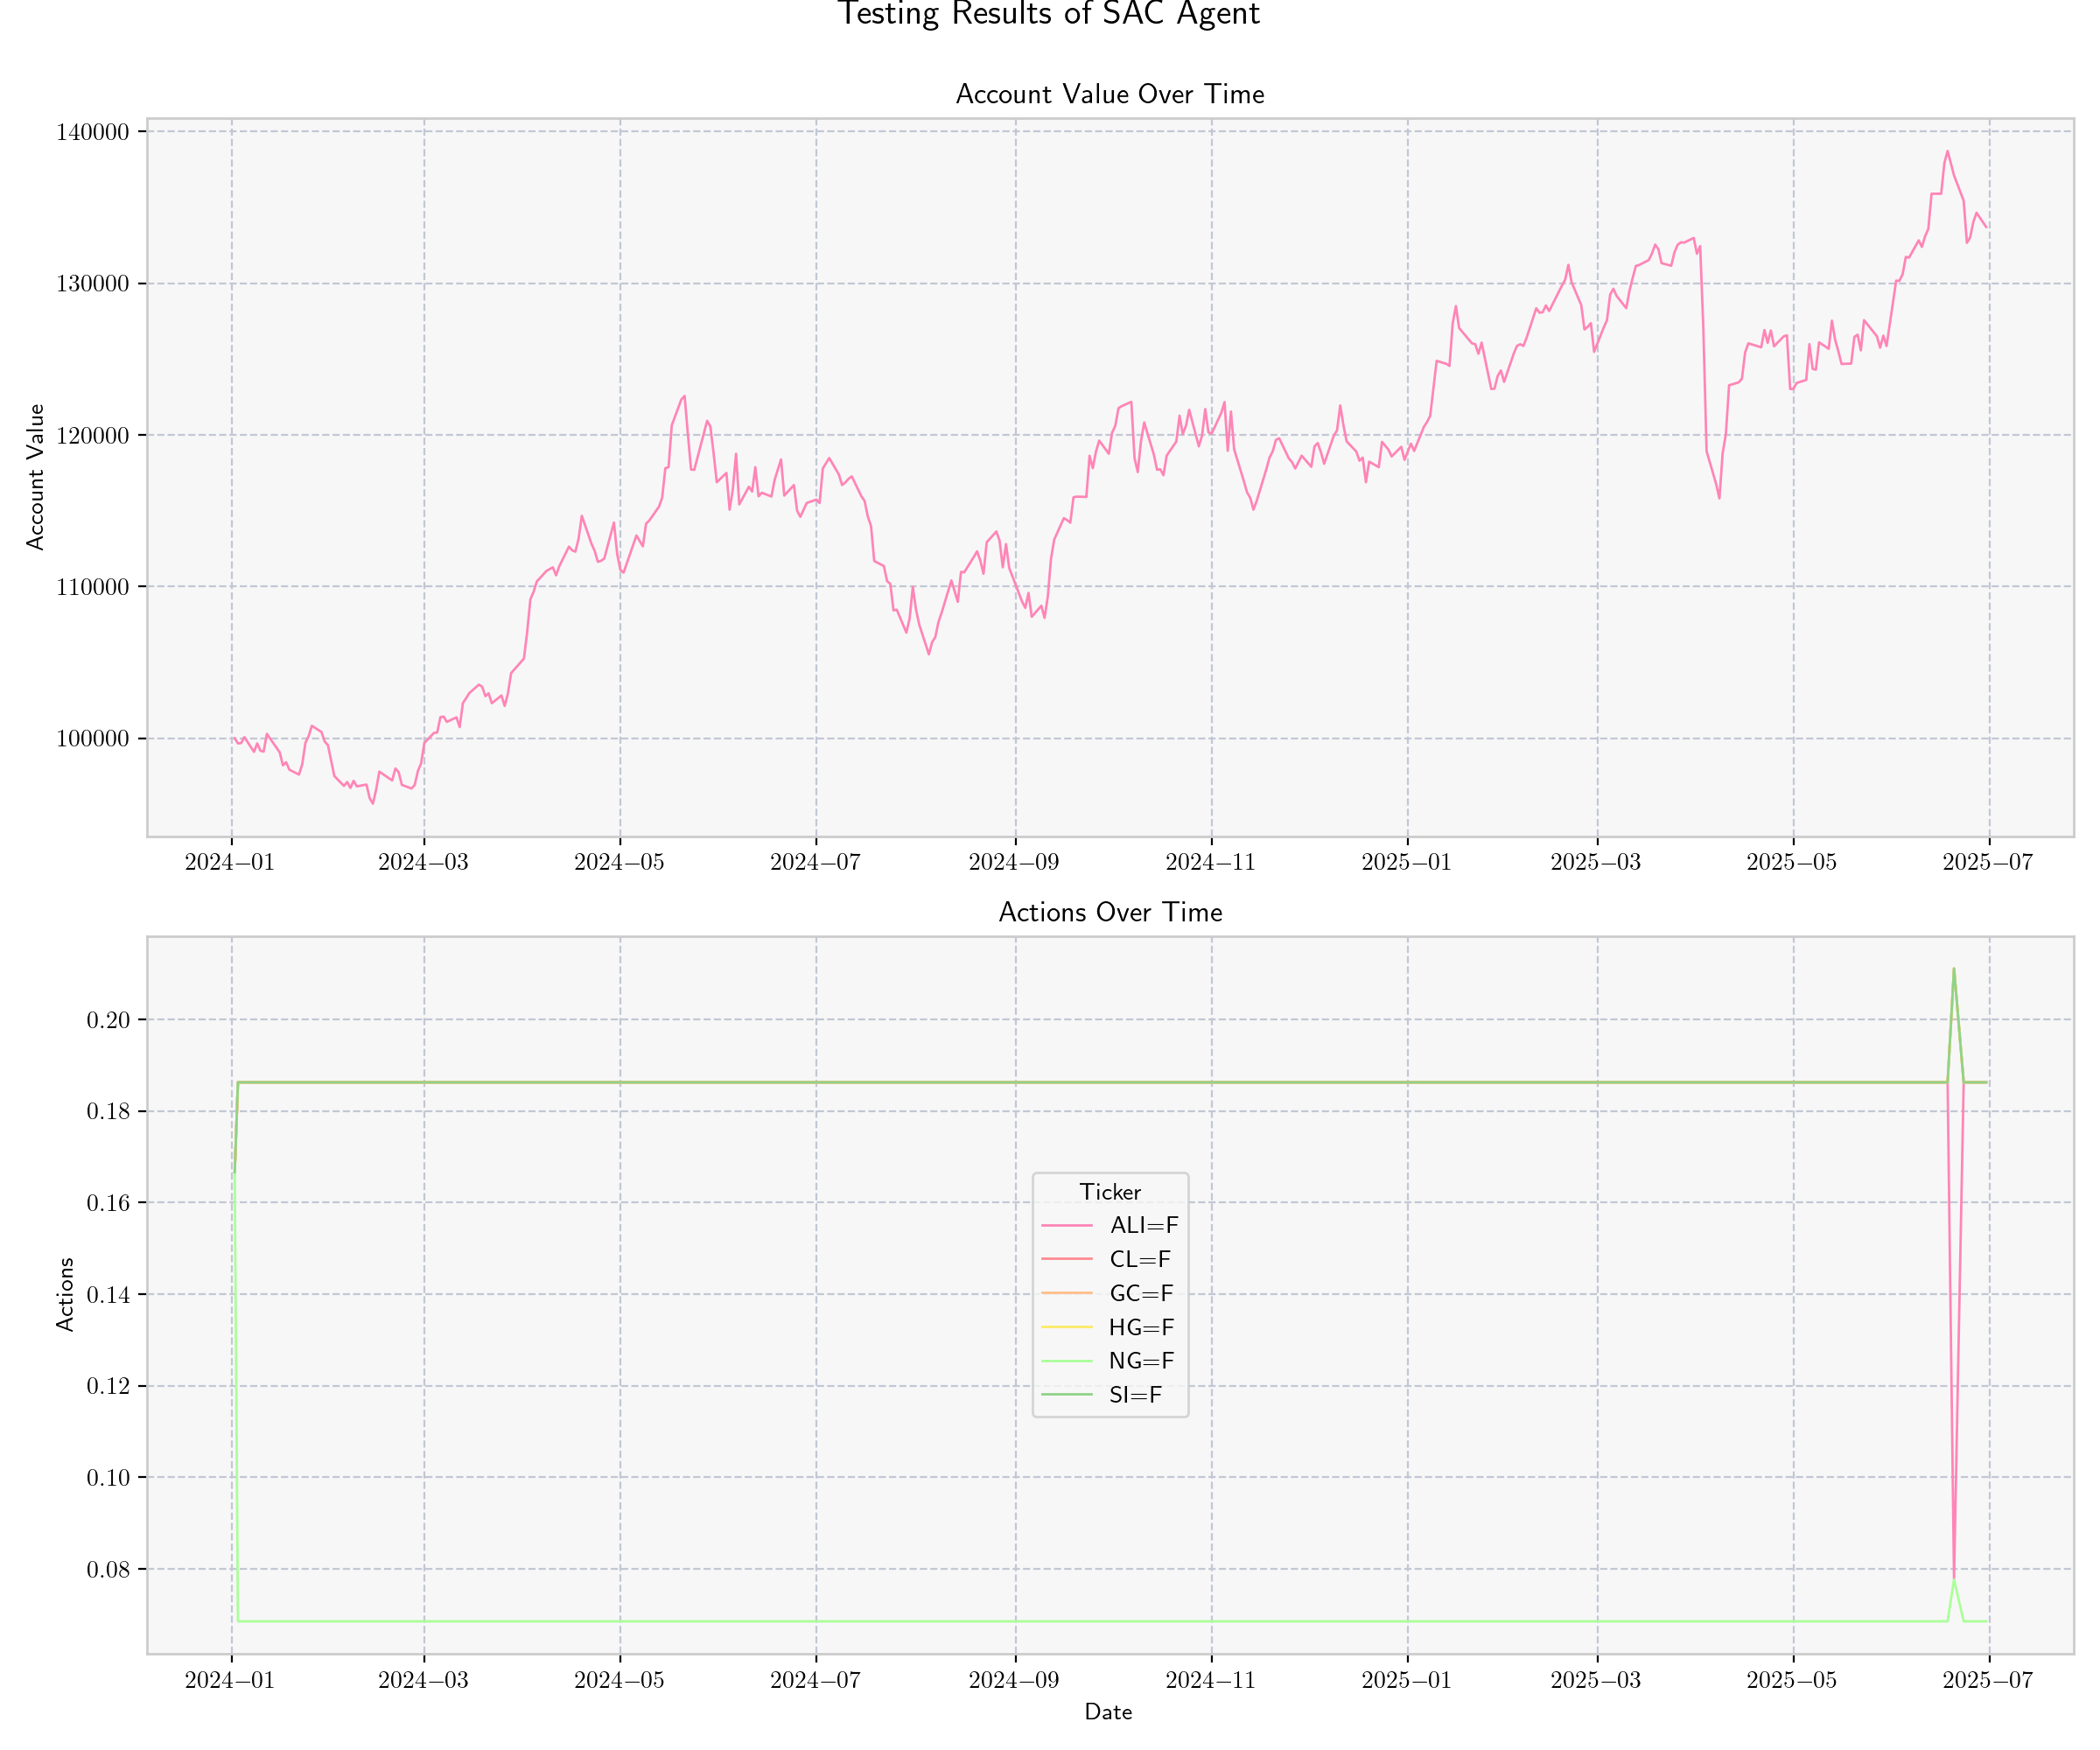 Testing Results of SAC Agent
Account Value Over Time
Account Value
140000
130000
120000
110000
100000
2024−01 2024−03 2024−05 2024−07 2024−09 2024−11 2025−01 2025−03 2025−05 2025−07
Actions Over Time
Actions
0.20
0.18
0.16
0.14
0.12
0.10
0.08
Ticker
ALI=F
CL=F
GC=F
HG=F
NG=F
SI=F
2024−01 2024−03 2024−05 2024−07 2024−09 2024−11 2025−01 2025−03 2025−05 2025−07
Date